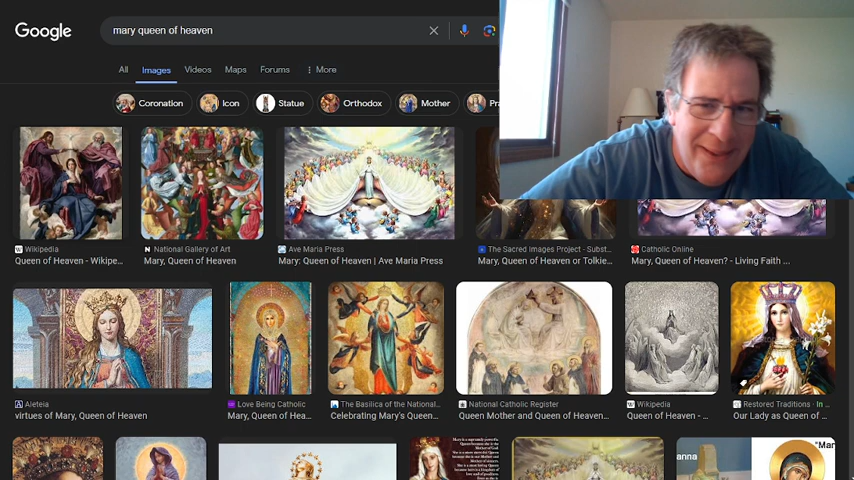 Google
mary queen of heaven
All Images Videos Maps Forums More
Coronation Icon Statue Orthodox Mother
Wikipedia
Queen of Heaven - Wikipe...
National Gallery of Art
Mary, Queen of Heaven
Ave Maria Press
Mary: Queen of Heaven | Ave Maria Press
The Sacred Images Project - Subst...
Mary, Queen of Heaven or Tolkie...
Catholic Online
Mary, Queen of Heaven? - Living Faith ...
Aleteia
virtues of Mary, Queen of Heaven
Love Being Catholic
Mary, Queen of Hea...
The Basilica of the National...
Celebrating Mary's Queen...
National Catholic Register
Queen Mother and Queen of Heaven...
Wikipedia
Queen of Heaven - ...
Restored Traditions - In ...
Our Lady as Queen of ...
anna
"Mar